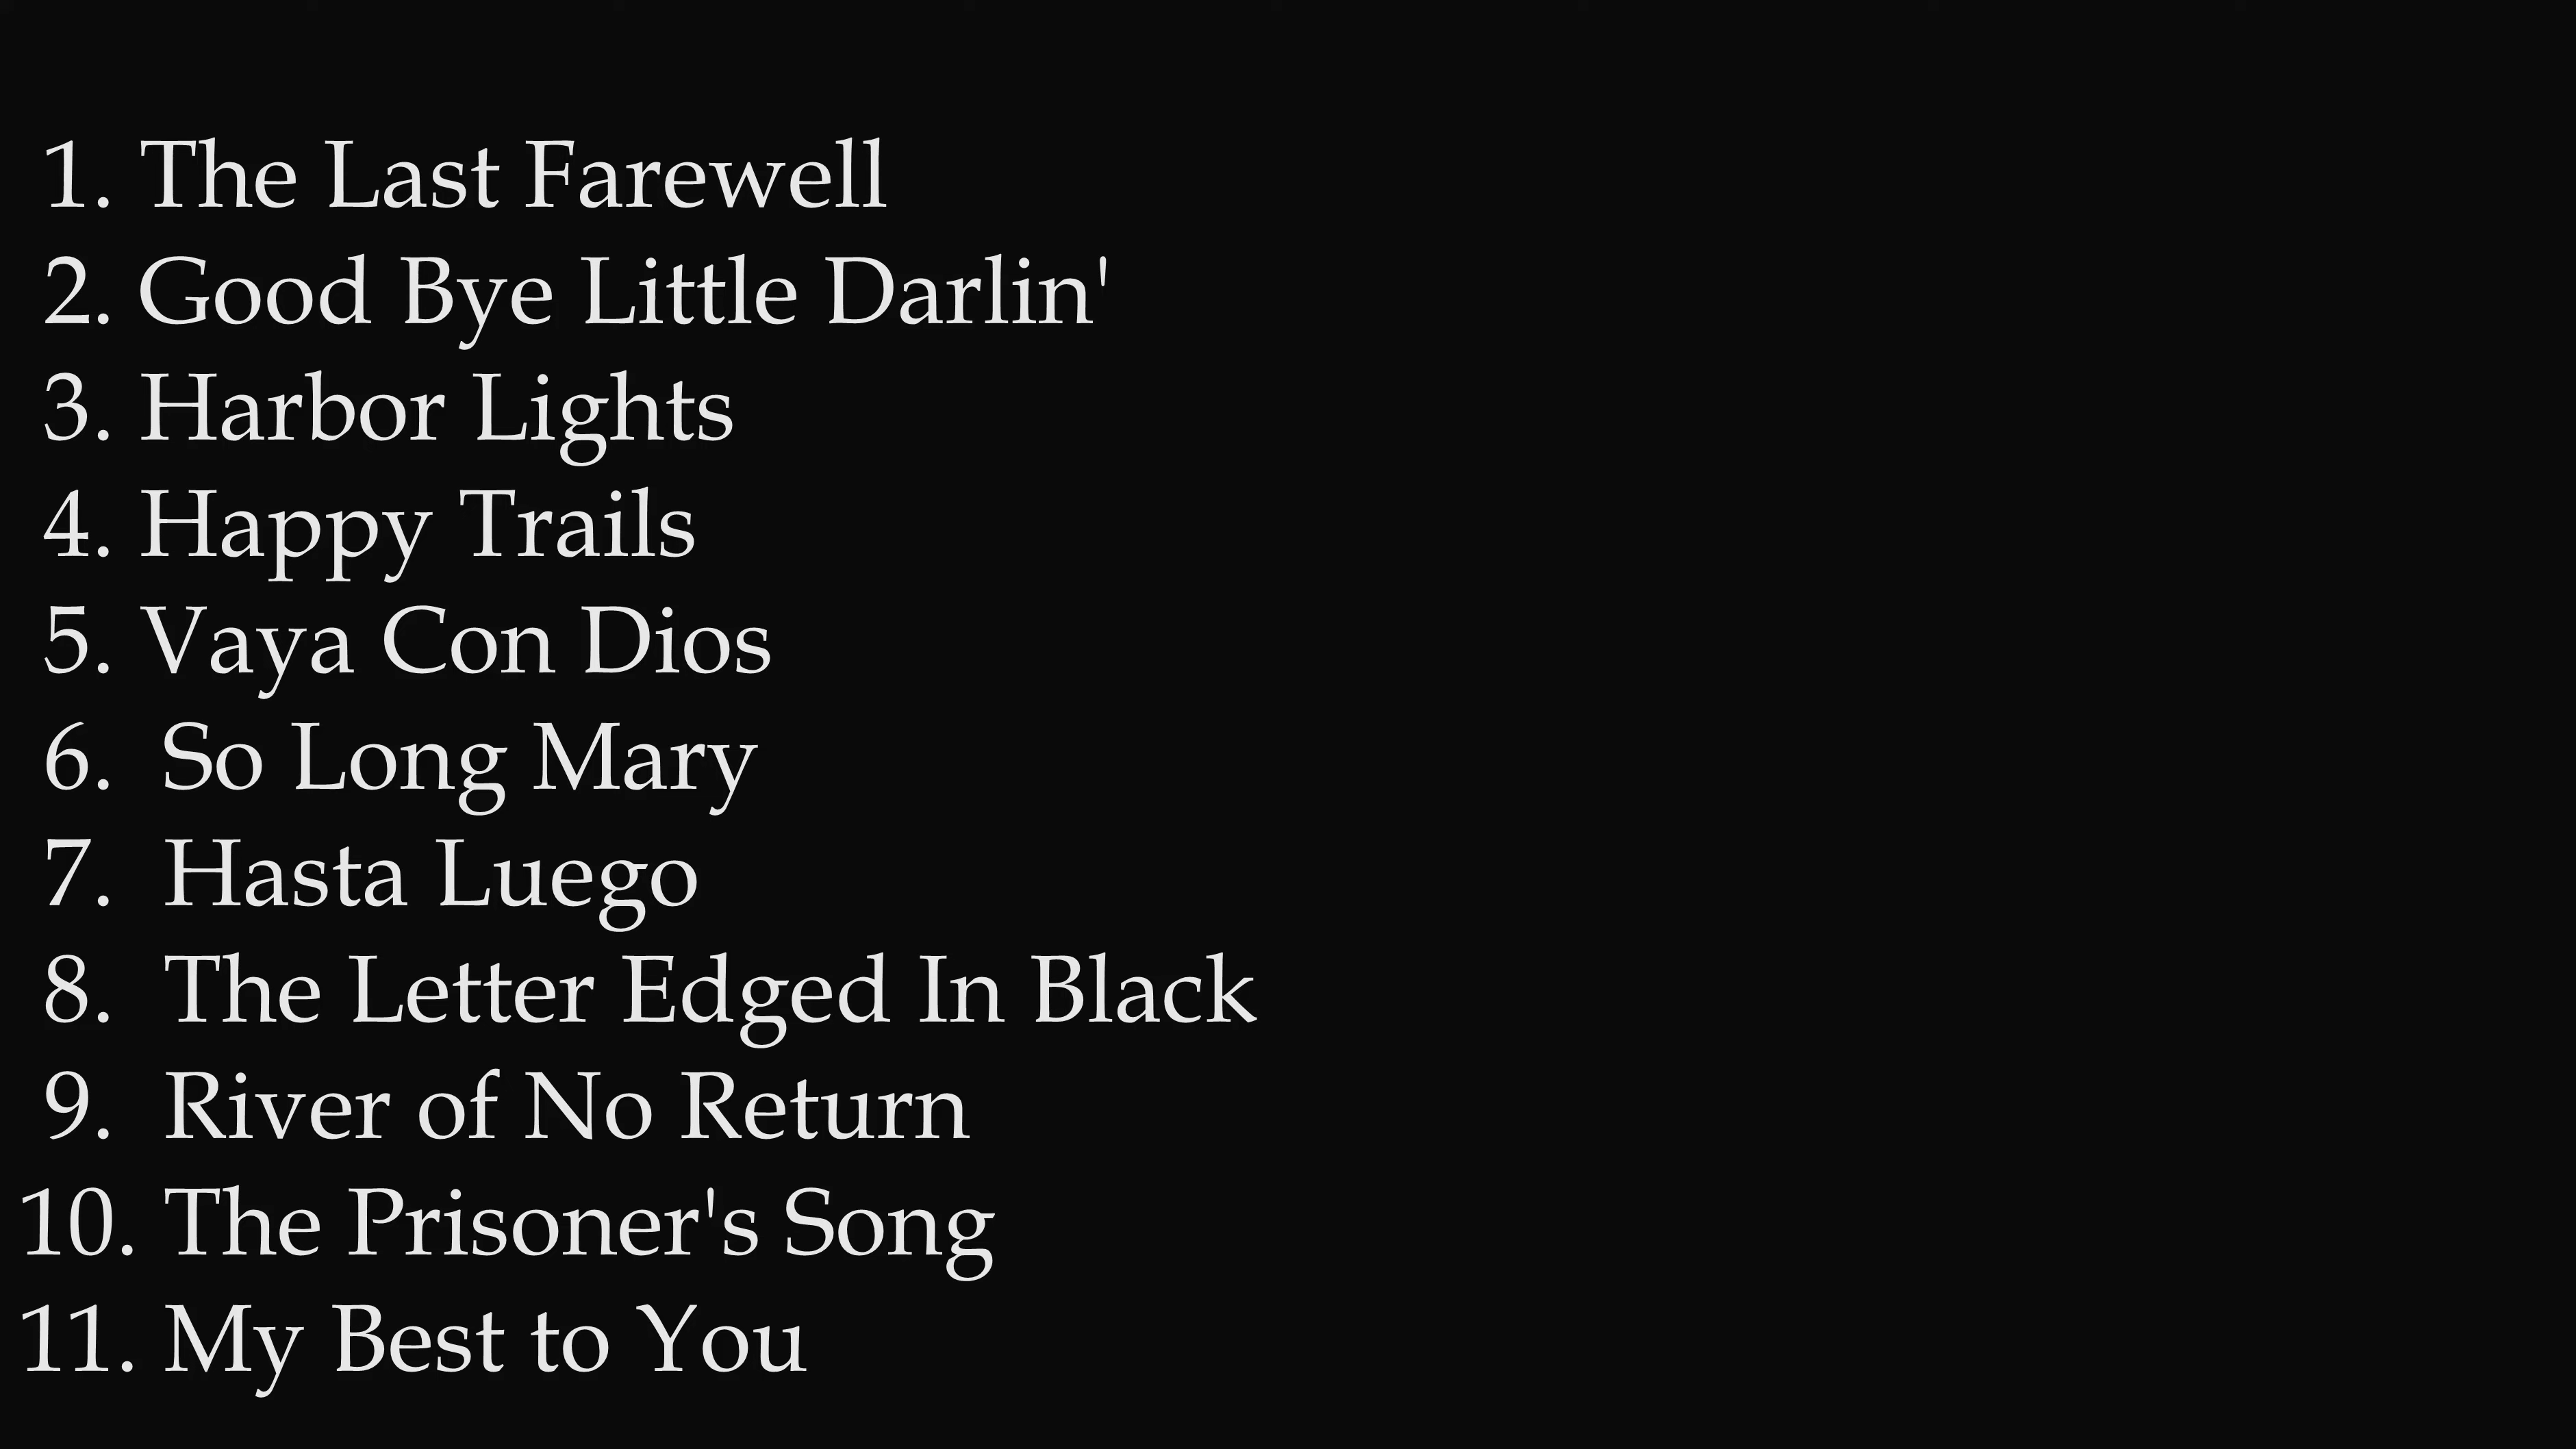 1. The Last Farewell
2. Good Bye Little Darlin'
3. Harbor Lights
4. Happy Trails
5. Vaya Con Dios
6.  So Long Mary
7.  Hasta Luego
8.  The Letter Edged In Black
9.  River of No Return
10. The Prisoner's Song
11. My Best to You